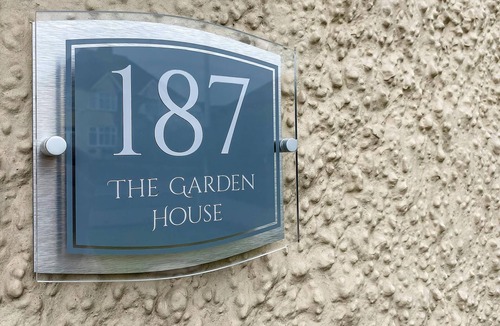 187
The Garden
House